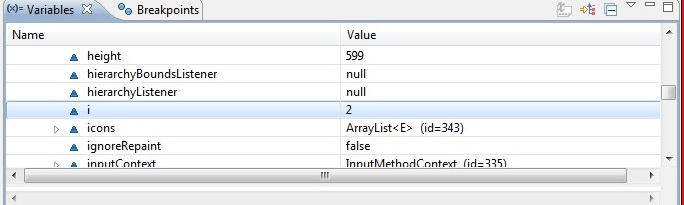 (x)= Variables Breakpoints
Name Value
height 599
hierarchyBoundsListener null
hierarchyListener null
i 2
icons ArrayList<E> (id=343)
ignoreRepaint false
inputContext InputMethodContext (id=335)